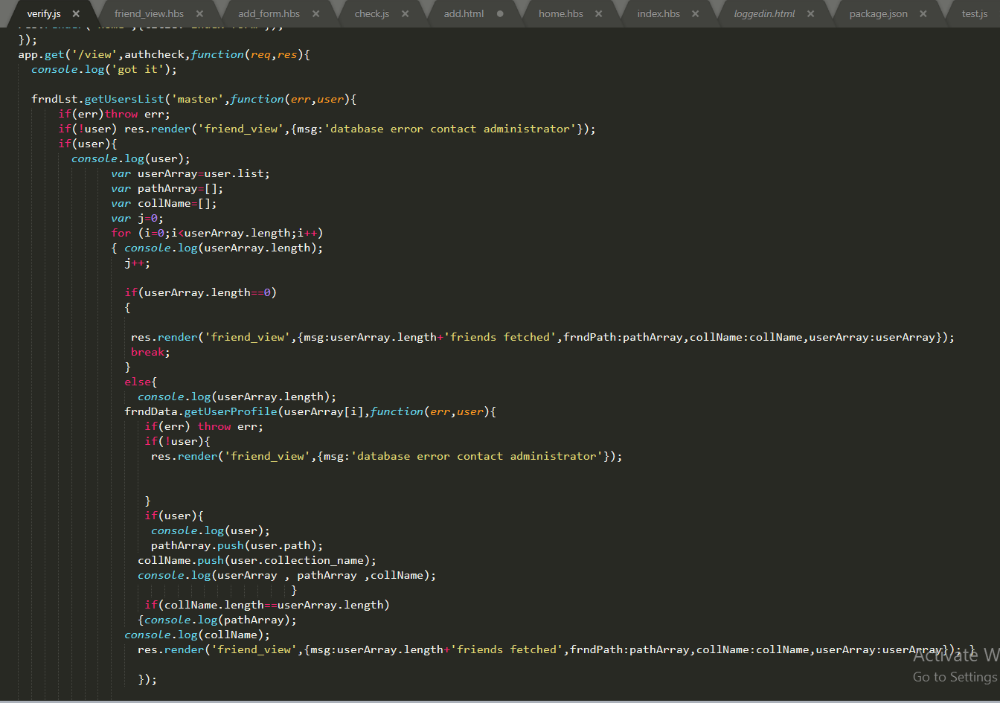 verify.js × friend_view.hbs × add_form.hbs × check.js × add.html ● home.hbs × index.hbs × loggedin.html × package.json × test.js
});
app.get('/view',authcheck,function(req,res){
console.log('got it');
frndLst.getUsersList('master',function(err,user){
if(err)throw err;
if(!user) res.render('friend_view',{msg:'database error contact administrator'});
if(user){
console.log(user);
var userArray=user.list;
var pathArray=[];
var collName=[];
var j=0;
for (i=0;i<userArray.length;i++)
{ console.log(userArray.length);
j++;
if(userArray.length==0)
{
res.render('friend_view',{msg:userArray.length+'friends fetched',frndPath:pathArray,collName:collName,userArray:userArray});
break;
}
else{
console.log(userArray.length);
frndData.getUserProfile(userArray[i],function(err,user){
if(err) throw err;
if(!user){
res.render('friend_view',{msg:'database error contact administrator'});
}
if(user){
console.log(user);
pathArray.push(user.path);
collName.push(user.collection_name);
console.log(userArray , pathArray ,collName);
}
if(collName.length==userArray.length)
{console.log(pathArray);
console.log(collName);
res.render('friend_view',{msg:userArray.length+'friends fetched',frndPath:pathArray,collName:collName,userArray:userArray}); }
Activate W
Go to Settings
});